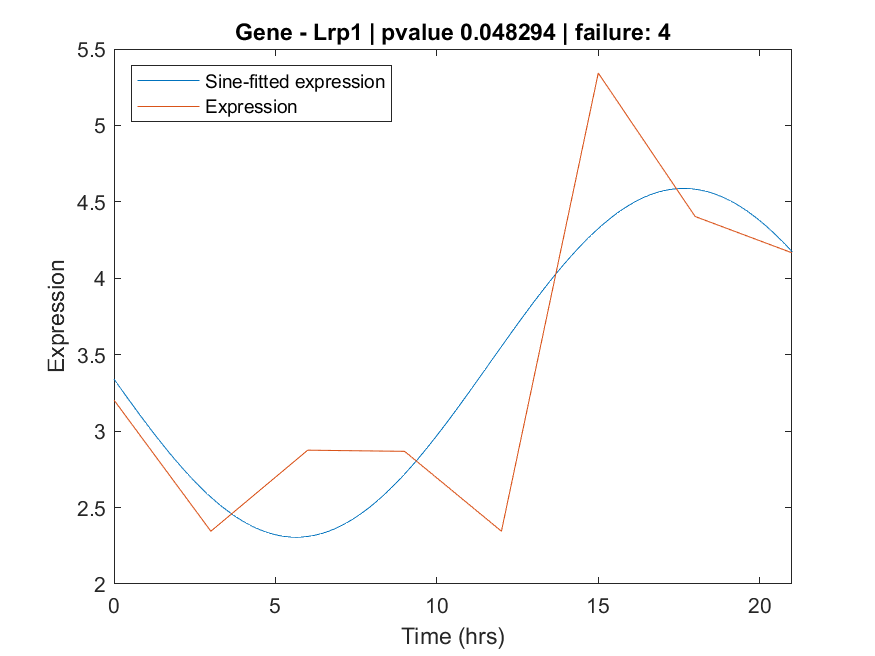 Gene - Lrp1 | pvalue 0.048294 | failure: 4
5.5
5
4.5
4
3.5
3
2.5
2
Sine-fitted expression
Expression
Expression
0
5
10
15
20
Time (hrs)